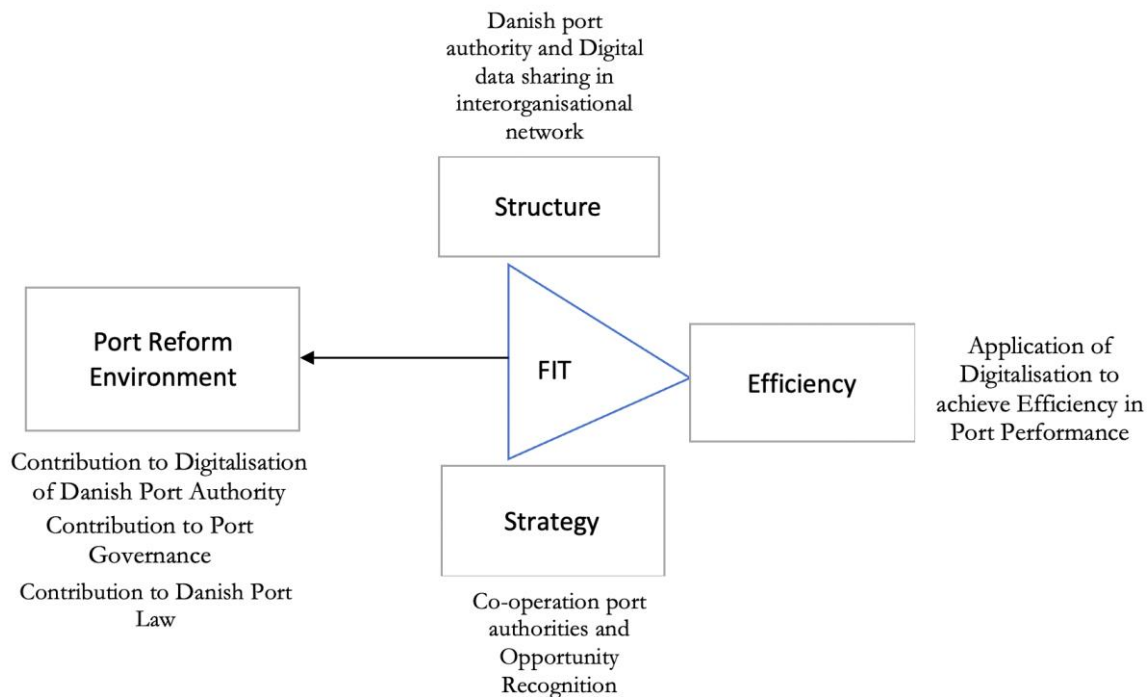 Danish port
authority and Digital
data sharing in
interorganisational
network
Structure
Port Reform
Environment
FIT
Efficiency
Application of
Digitalisation to
achieve Efficiency in
Port Performance
Contribution to Digitalisation
of Danish Port Authority
Contribution to Port
Governance
Contribution to Danish Port
Law
Strategy
Co-operation port
authorities and
Opportunity
Recognition